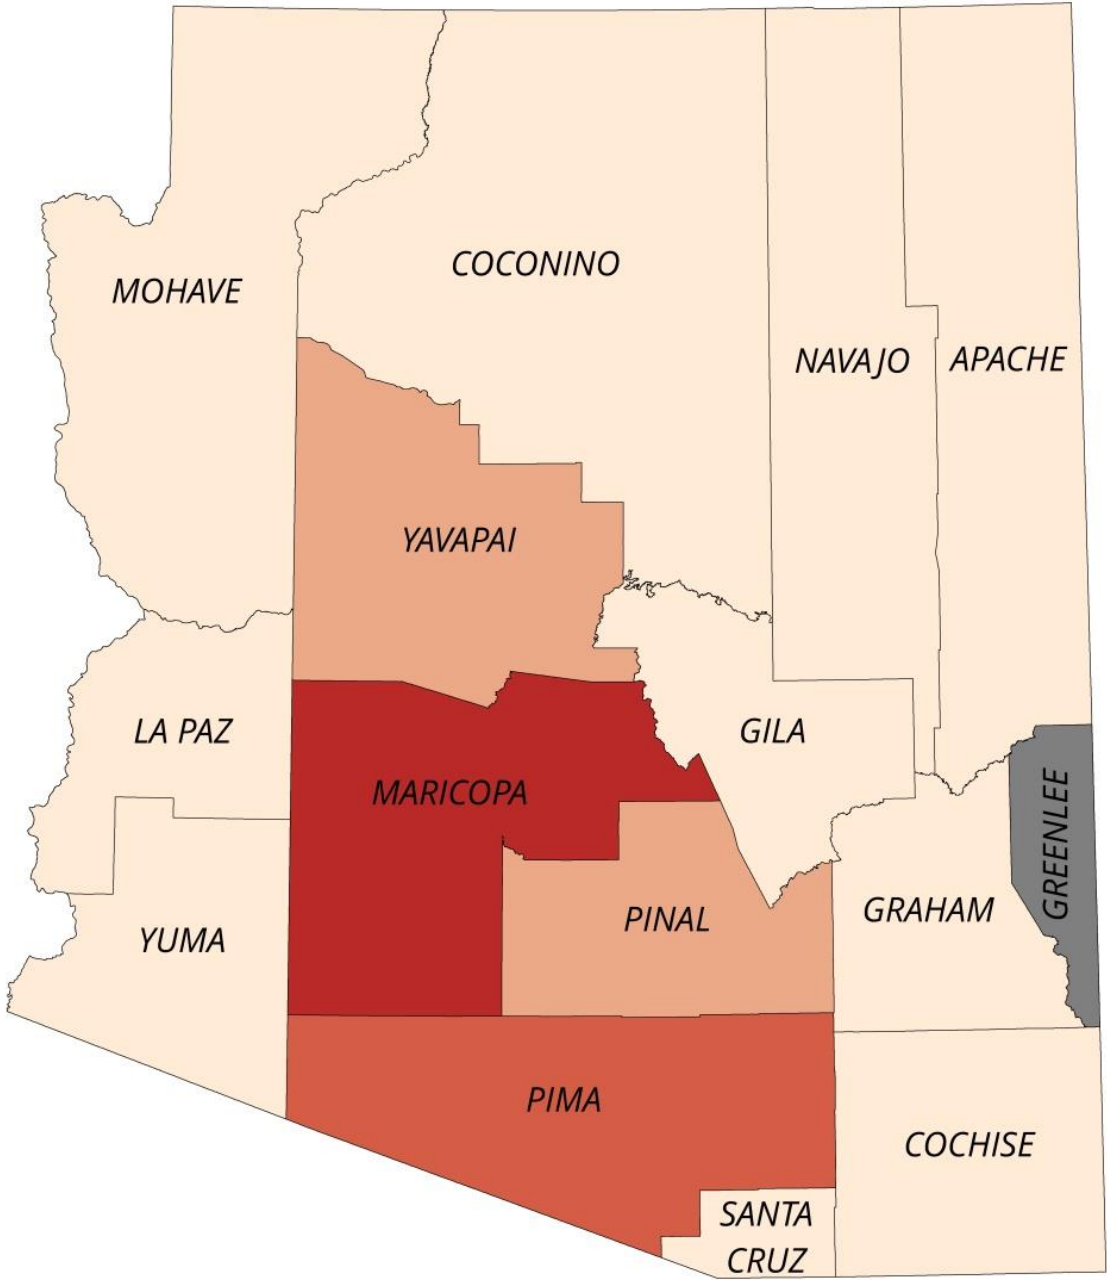 COCONINO
MOHAVE
NAVAJO
APACHE
YAVAPAI
LA PAZ
GILA
MARICOPA
GREENLEE
GRAHAM
PINAL
YUMA
PIMA
COCHISE
SANTA
CRUZ